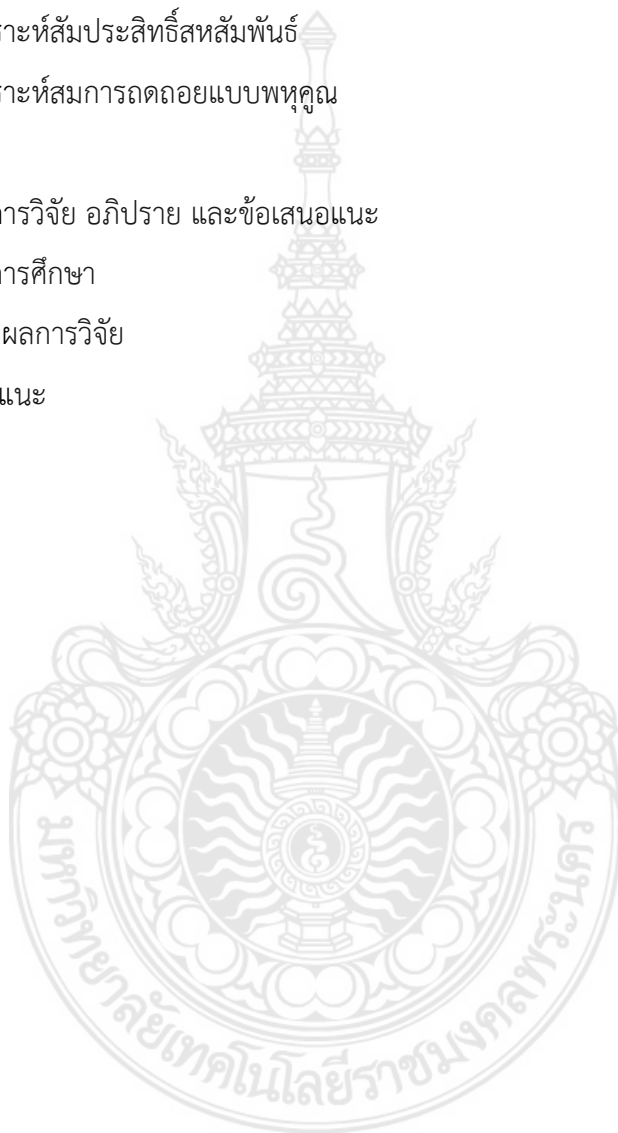 ราะห์สัมประสิทธิ์สหสัมพันธ์
ราะห์สมการถดถอยแบบพหุคูณ
การวิจัย อภิปราย และข้อเสนอแนะ
การศึกษา
ผลการวิจัย
แนะ
มหาวิทยาลัยเทคโนโลยีราชมงคลพระนคร